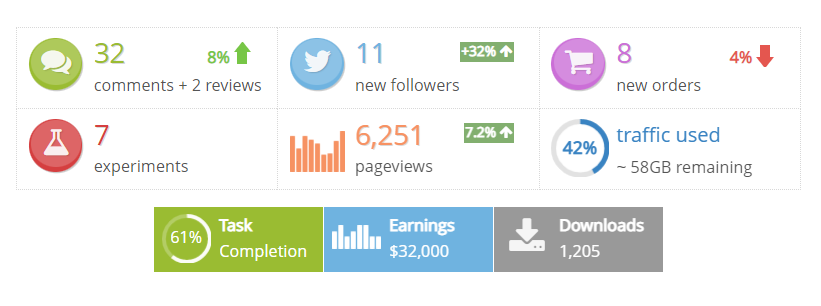 32
8%
comments + 2 reviews
11
+32%
new followers
8
4%
new orders
7
experiments
6,251
7.2%
pageviews
42%
traffic used
~ 58GB remaining
61%
Task
Completion
Earnings
$32,000
Downloads
1,205